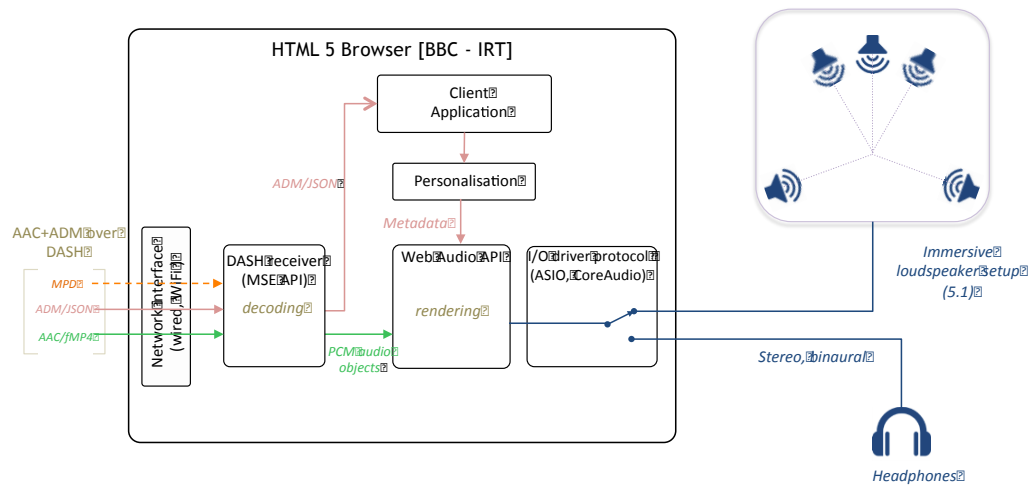 HTML 5 Browser [BBC - IRT]
Client
Application
ADM/JSON
Personalisation
Metadata
AAC+ADM over
DASH
MPD
ADM/JSON
AAC/fMP4
Network interface
(wired, WiFi)
DASH receiver
(MSE API)
decoding
PCM audio
objects
Web Audio API
rendering
I/O driver protocol
(ASIO, CoreAudio)
Immersive
loudspeaker setup
(5.1)
Stereo, binaural
Headphones